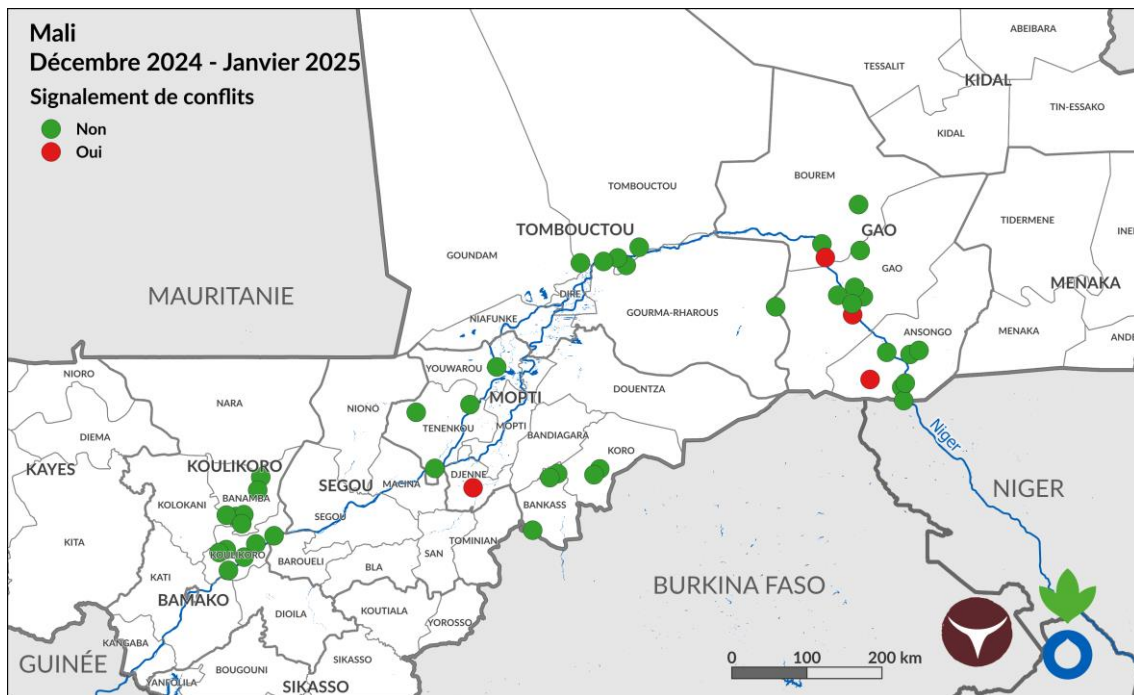 Mali
Décembre 2024 - Janvier 2025
Signalement de conflits
Non
Oui
ABEIBARA
TESSALIT
KIDAL
TIN-ESSAKO
KIDAL
BOUREM
TOMBOUCTOU
TOMBOUCTOU
GAO
TIDERMENE
GOUNDAM
GAO
MENAKA
MAURITANIE
DIRE
NIAFUNKE
GOURMA-RHAROUS
ANSONGO
MENAKA
NIORO
YOUWAROU
DOUENTZA
NARA
NIONO
MOPTI
DIEMA
TENENKOU
MOPTI
BANDIAGARA
Niger
KAYES
KOULIKORO
KORO
SEGOU
MACINA
DJENNE
NIGER
KOLOKANI
BANAMBA
BANKASS
SEGOU
KITA
TOMINIAN
KOULIKORO
SAN
BAROUELI
BLA
KATI
BURKINA FASO
BAMAKO
DIOILA
KOUTIALA
YOROSSO
KANGABA
GUINÉE
BOUGOUNI
SIKASSO
YANFOLILA
SIKASSO
0 100 200 km